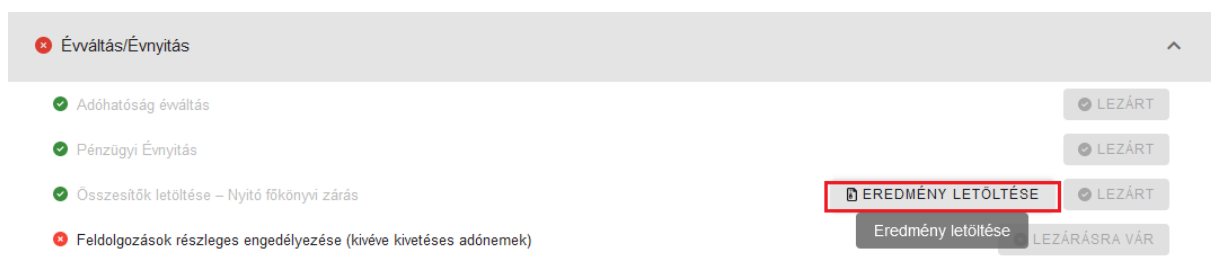 Évváltás/Évnyitás
Adóhatóság évváltás LEZÁRT
Pénzügyi Évnyitás LEZÁRT
Összesítők letöltése – Nyitó főkönyvi zárás EREDMÉNY LETÖLTÉSE LEZÁRT
Feldolgozások részleges engedélyezése (kivéve kivetéses adónemek) Eredmény letöltése LEZÁRÁSRA VÁR